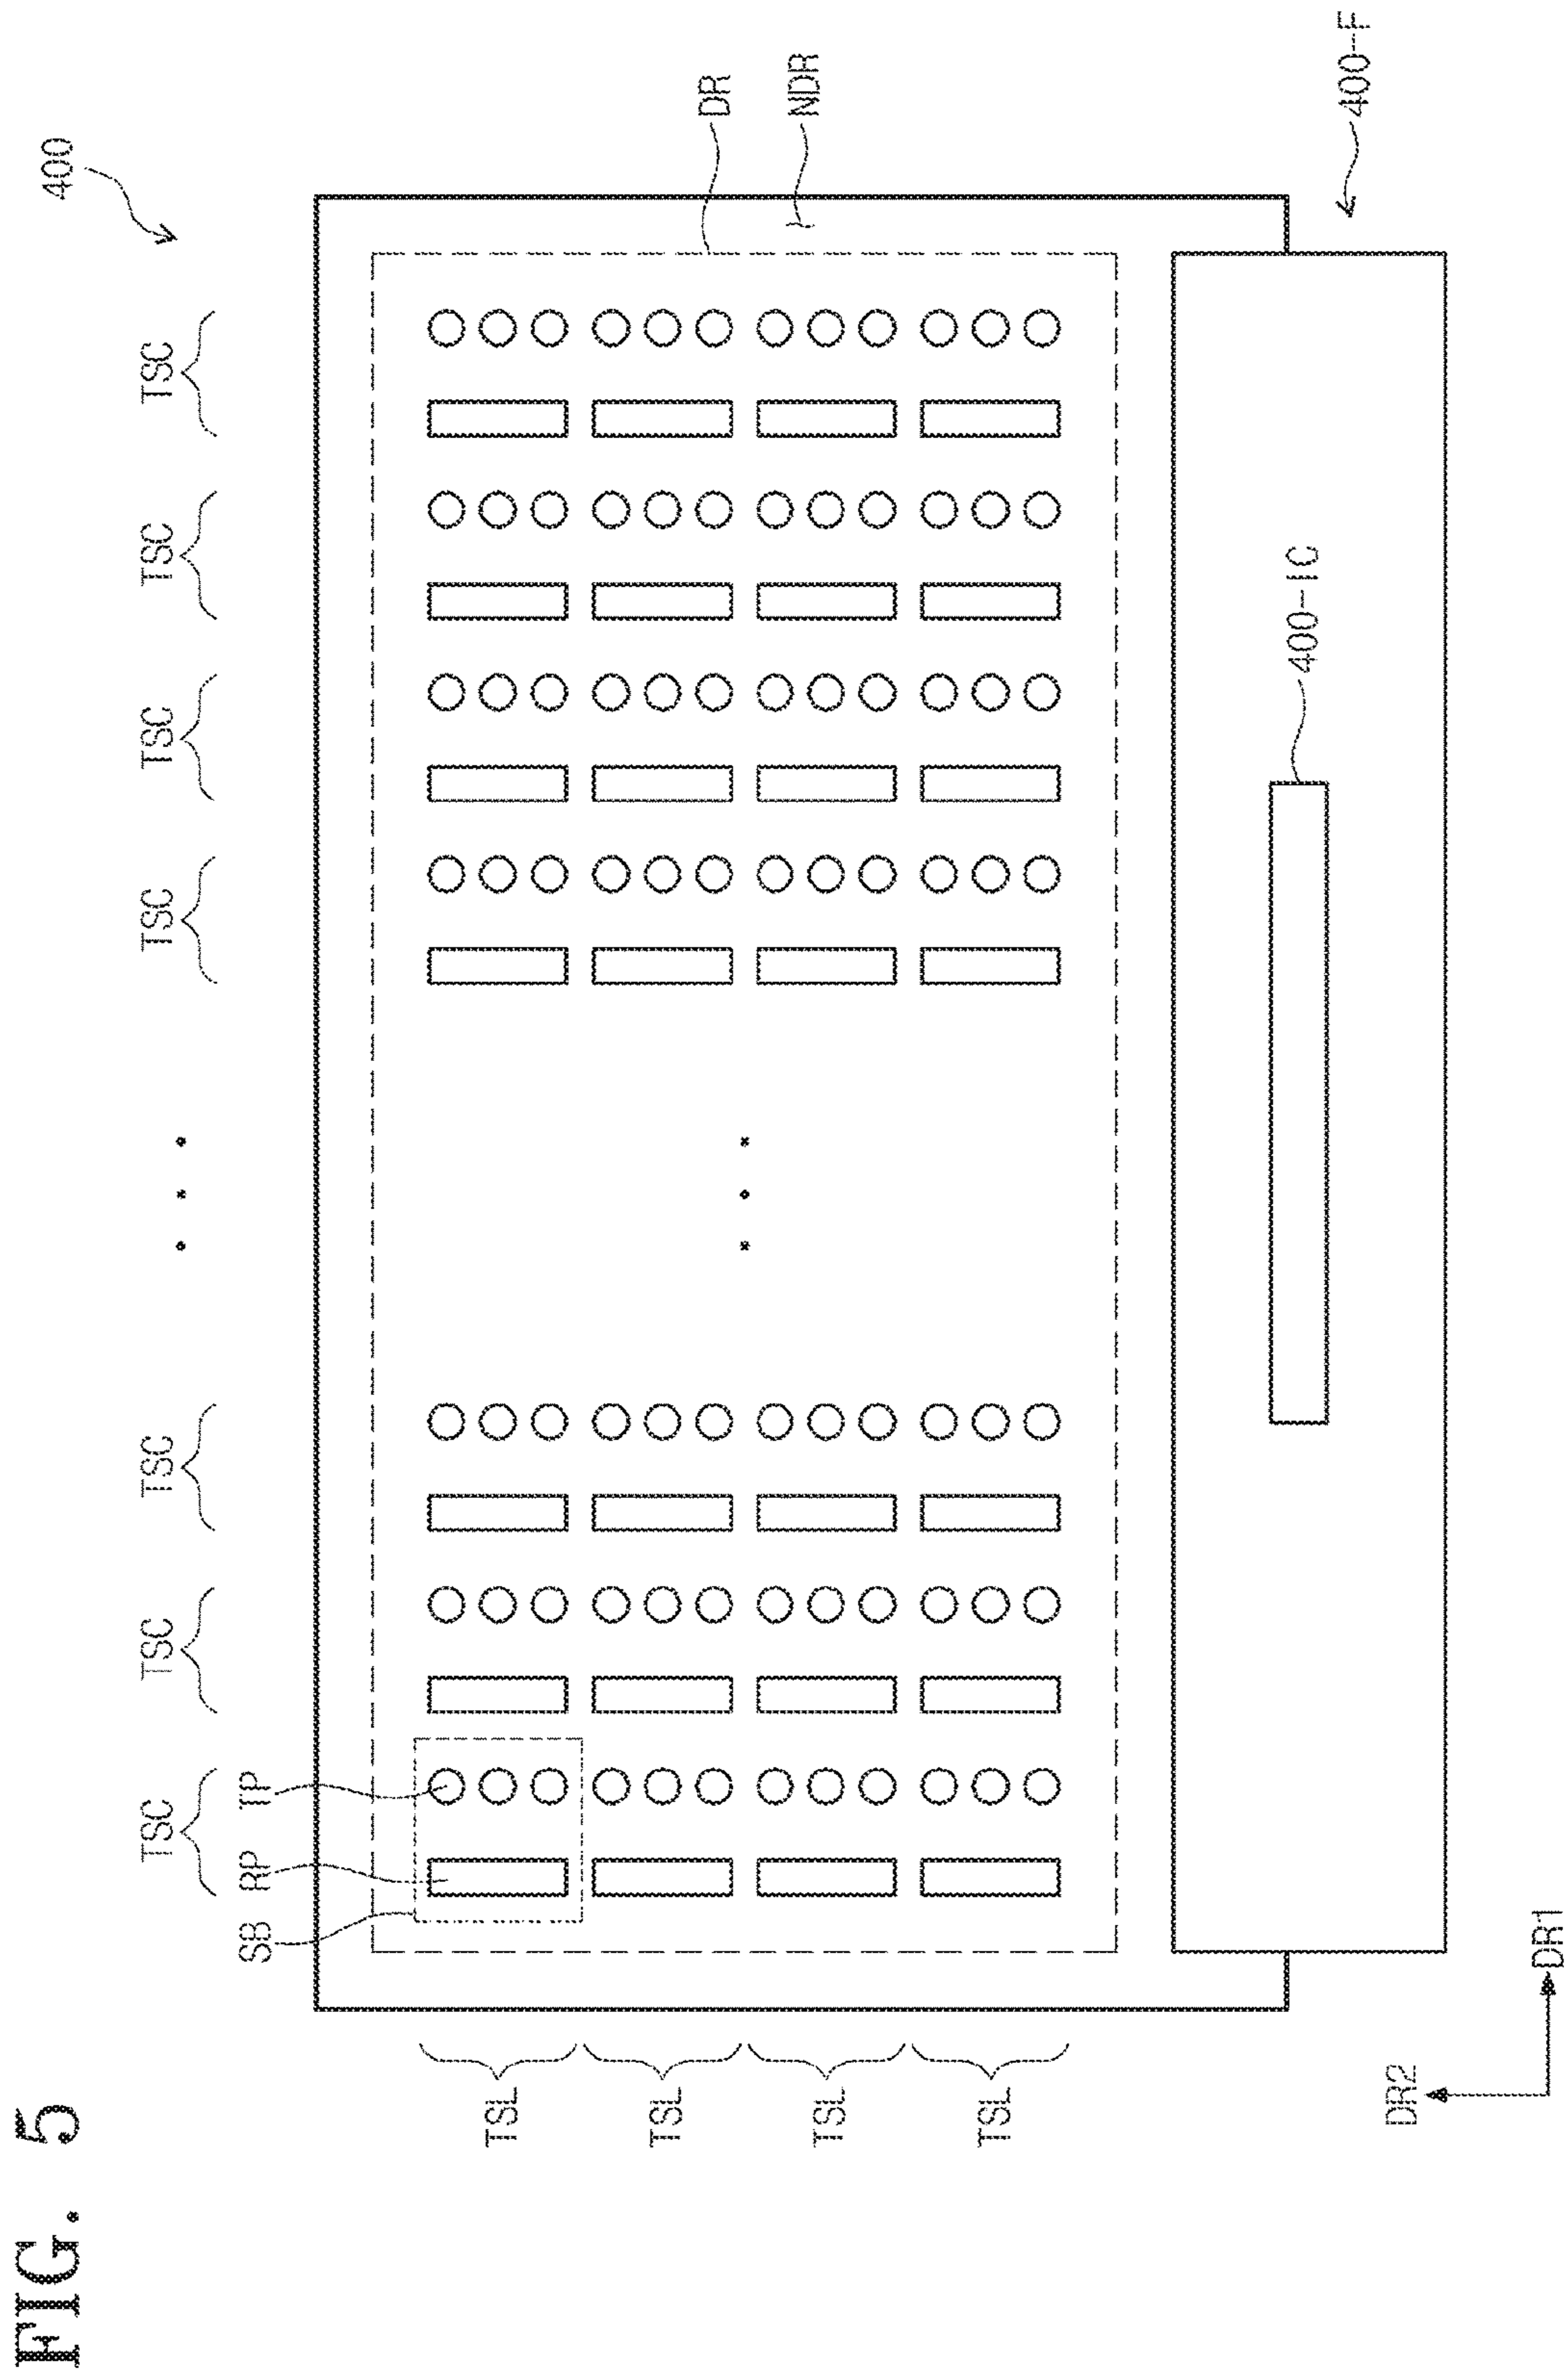 FIG. 5
400
TSC
TSC
TSC
TSC
TSC
TSC
TSC
SB
RP
TP
DR
NDR
TSL
TSL
TSL
TSL
400-IC
400-F
DR2
DR1